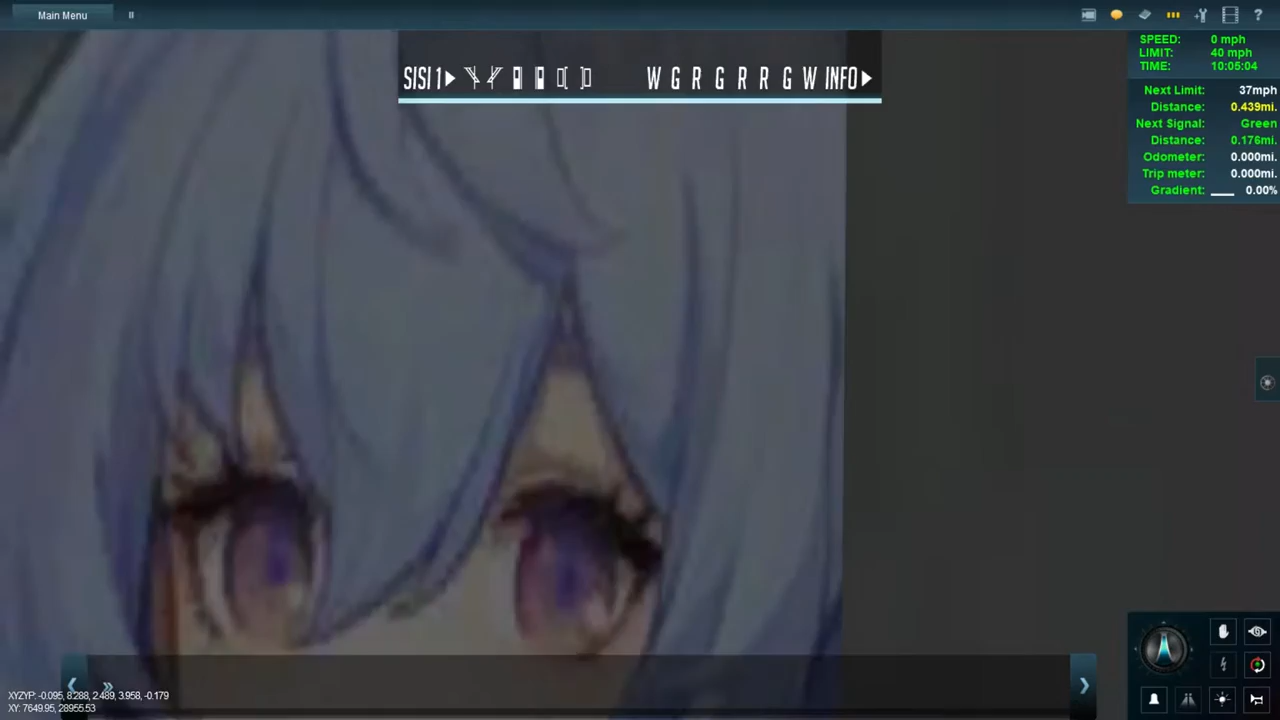 Main Menu
SISI 1 W G R G R R G W INFO
SPEED: 0 mph
LIMIT: 40 mph
TIME: 10:05:04
Next Limit: 37mph
Distance: 0.439mi.
Next Signal: Green
Distance: 0.176mi.
Odometer: 0.000mi.
Trip meter: 0.000mi.
Gradient: 0.00%
XYZYP: -0.095, 8.288, 2.489, 3.958, -0.179
XY: 7649.95, 28955.53